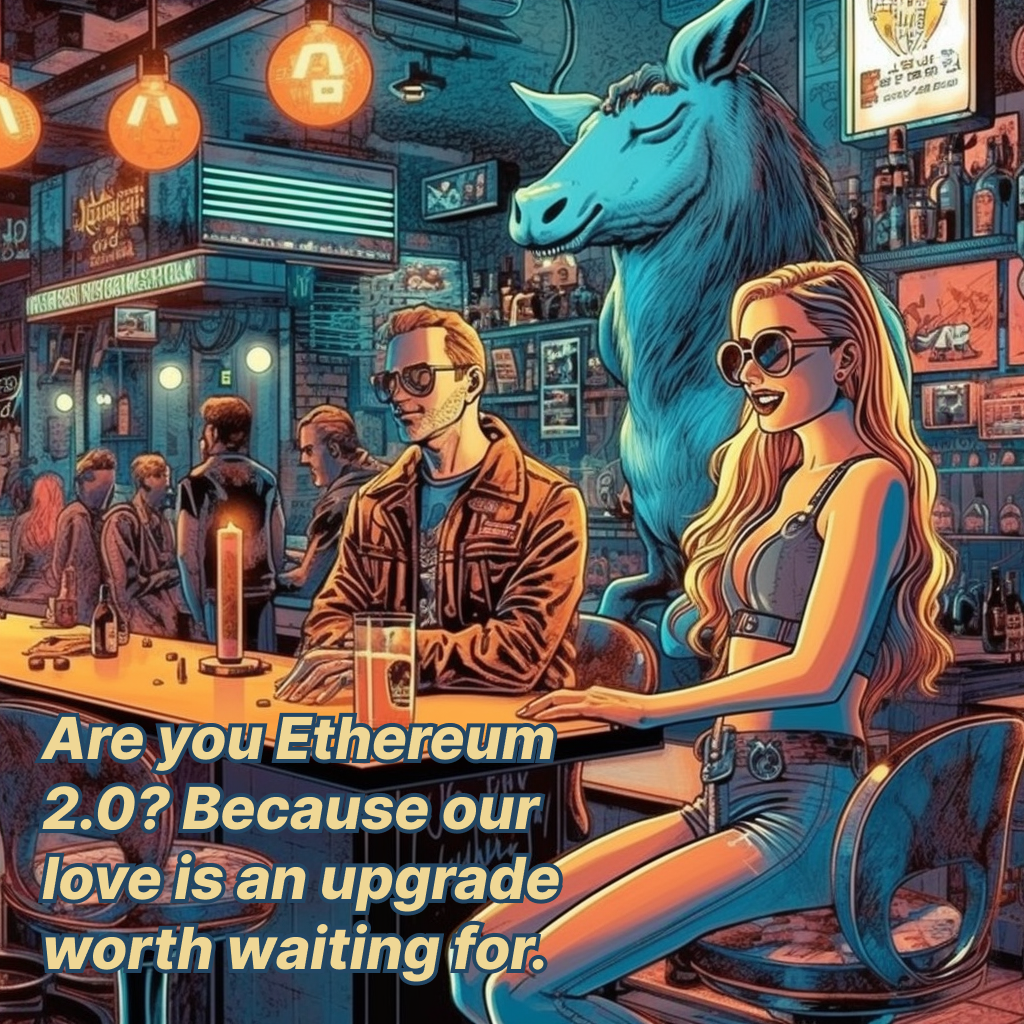 Are you Ethereum
2.0? Because our
love is an upgrade
worth waiting for.